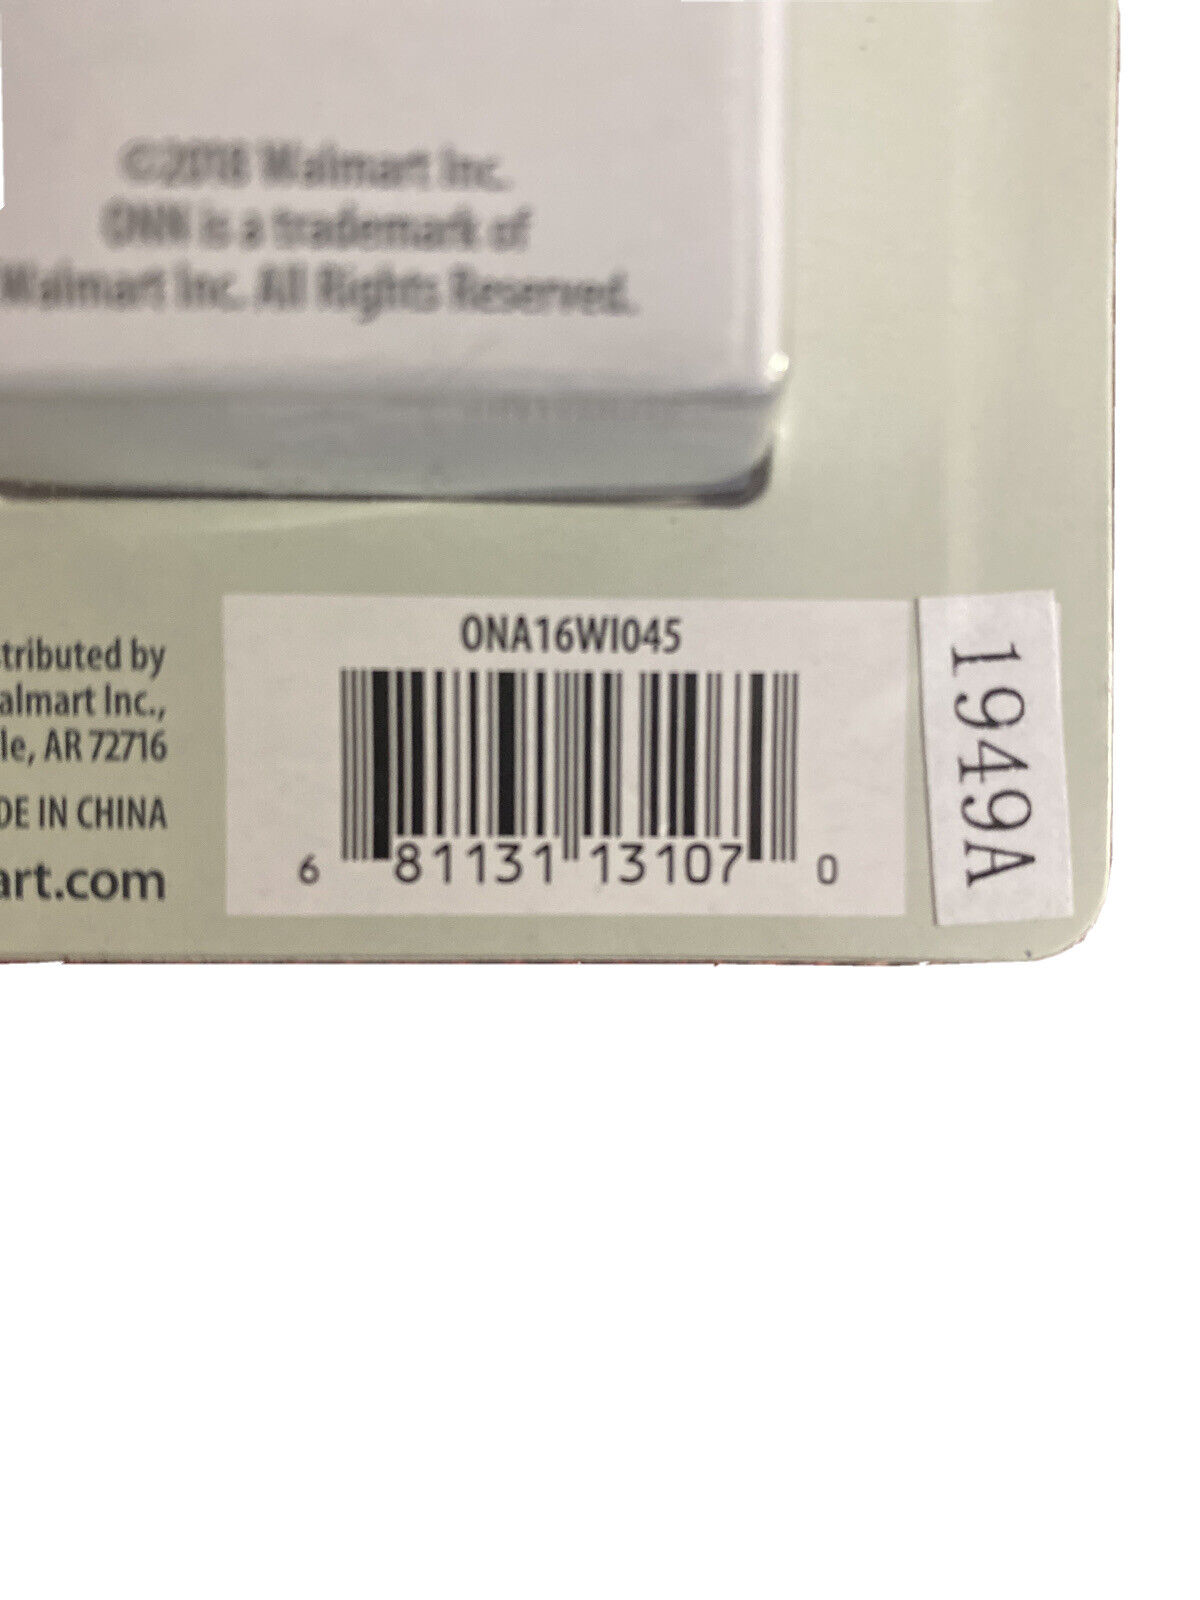 ©2018 Walmart Inc.
ONN is a trademark of
Walmart Inc. All Rights Reserved.
tributed by
almart Inc.,
le, AR 72716
DE IN CHINA
art.com
ONA16WI045
6 81131 13107 0
1949A